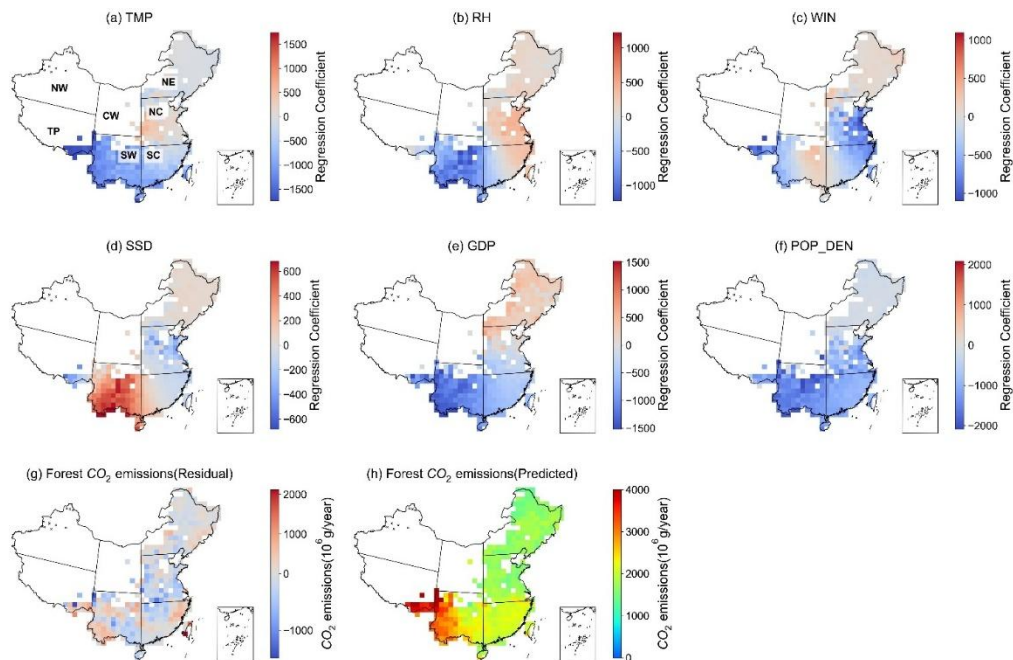 (a) TMP
(b) RH
(c) WIN
NW
TP
CW
NE
NC
SW
SC
1500
1000
500
0
-500
-1000
-1500
Regression Coefficient
1000
500
0
-500
-1000
Regression Coefficient
1000
500
0
-500
-1000
Regression Coefficient
(d) SSD
(e) GDP
(f) POP_DEN
600
400
200
0
-200
-400
-600
Regression Coefficient
1500
1000
500
0
-500
-1000
-1500
Regression Coefficient
2000
1000
0
-1000
-2000
Regression Coefficient
(g) Forest CO₂ emissions(Residual)
(h) Forest CO₂ emissions(Predicted)
2000
1000
0
-1000
CO₂ emissions(10⁶ g/year)
4000
3000
2000
1000
0
CO₂ emissions(10⁶ g/year)